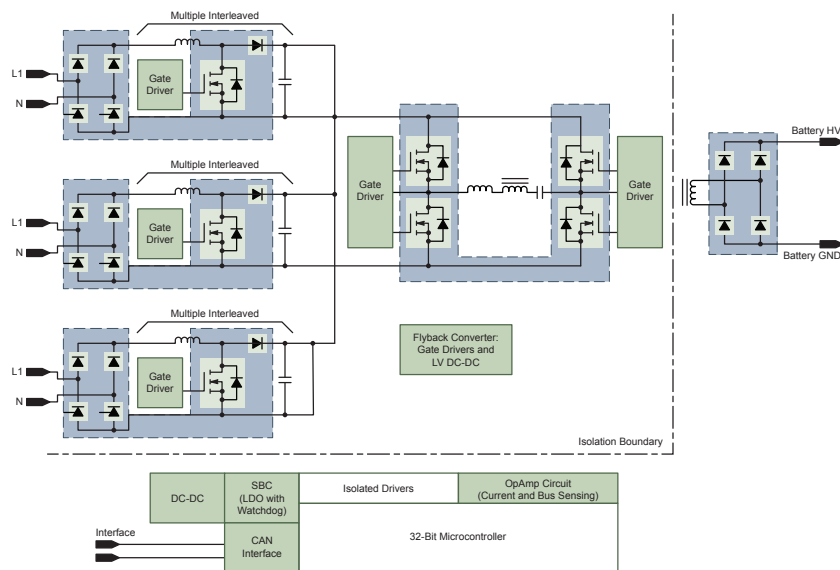 Multiple Interleaved
L1
N
Gate
Driver
Multiple Interleaved
L1
N
Gate
Driver
Multiple Interleaved
L1
N
Gate
Driver
Gate
Driver
Gate
Driver
Battery HV
Battery GND
Flyback Converter:
Gate Drivers and
LV DC-DC
Isolation Boundary
DC-DC
SBC
(LDO with
Watchdog)
Isolated Drivers
OpAmp Circuit
(Current and Bus Sensing)
Interface
CAN
Interface
32-Bit Microcontroller